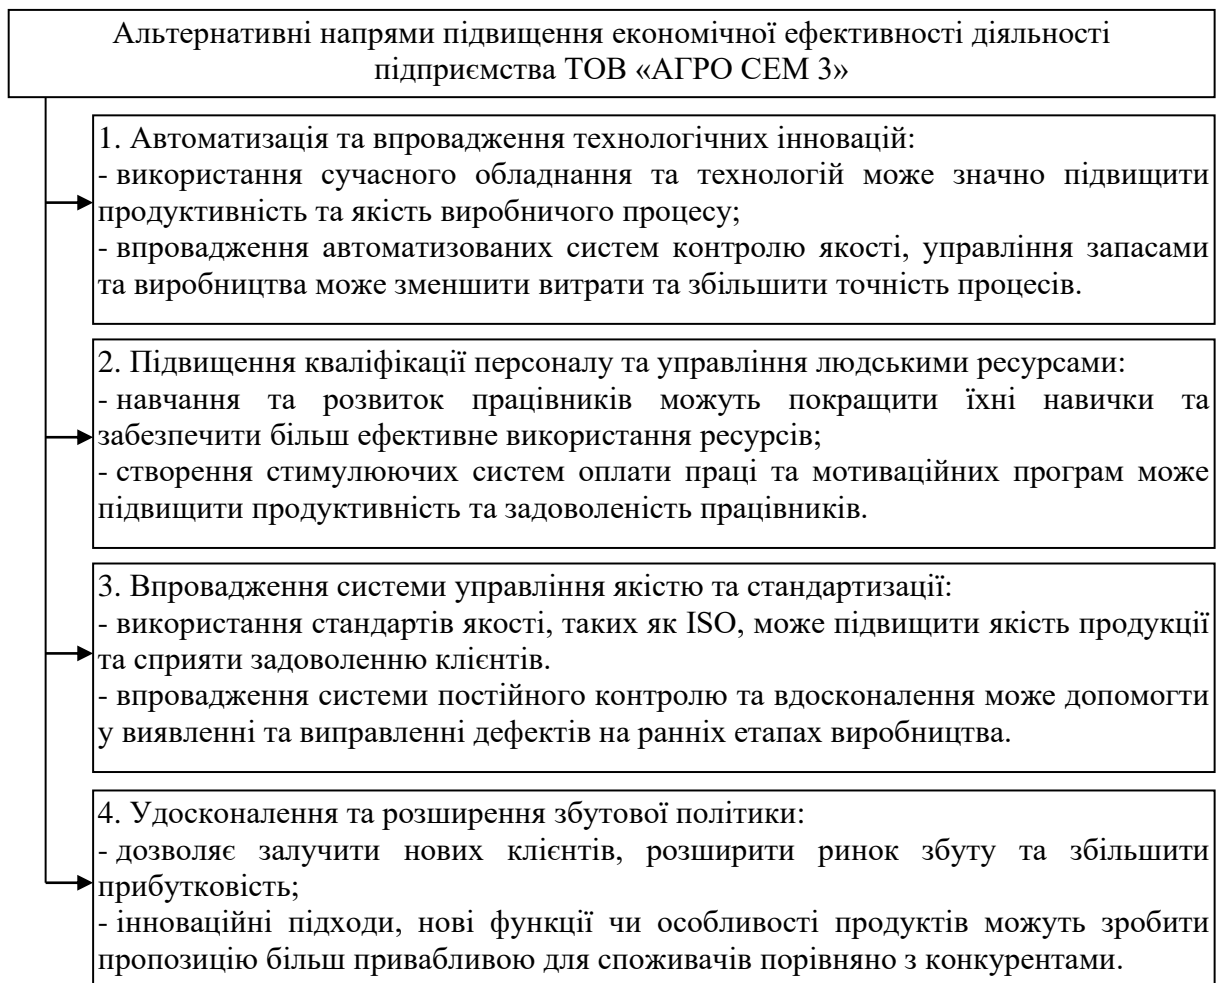 Альтернативні напрями підвищення економічної ефективності діяльності
підприємства ТОВ «АГРО СЕМ 3»
1. Автоматизація та впровадження технологічних інновацій:
- використання сучасного обладнання та технологій може значно підвищити
продуктивність та якість виробничого процесу;
- впровадження автоматизованих систем контролю якості, управління запасами
та виробництва може зменшити витрати та збільшити точність процесів.
2. Підвищення кваліфікації персоналу та управління людськими ресурсами:
- навчання та розвиток працівників можуть покращити їхні навички та
забезпечити більш ефективне використання ресурсів;
- створення стимулюючих систем оплати праці та мотиваційних програм може
підвищити продуктивність та задоволеність працівників.
3. Впровадження системи управління якістю та стандартизації:
- використання стандартів якості, таких як ISO, може підвищити якість продукції
та сприяти задоволенню клієнтів.
- впровадження системи постійного контролю та вдосконалення може допомогти
у виявленні та виправленні дефектів на ранніх етапах виробництва.
4. Удосконалення та розширення збутової політики:
- дозволяє залучити нових клієнтів, розширити ринок збуту та збільшити
прибутковість;
- інноваційні підходи, нові функції чи особливості продуктів можуть зробити
пропозицію більш привабливою для споживачів порівняно з конкурентами.